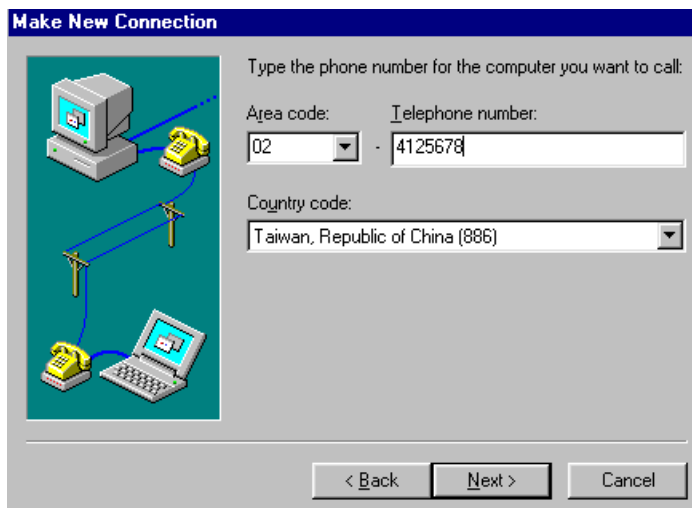 Make New Connection
Type the phone number for the computer you want to call:
Area code: Telephone number:
02 - 4125678
Country code:
Taiwan, Republic of China (886)
< Back Next > Cancel